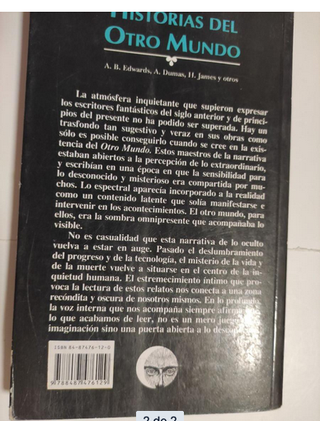 HISTORIAS DEL
OTRO MUNDO
A. B. Edwards, A. Dumas, H. James y otros
La atmósfera inquietante que supieron expresar
los escritores fantásticos del siglo anterior y de princi-
pios del presente no ha podido ser superada. Hay un
trasfondo tan sugestivo y veraz en sus obras como
sólo es posible conseguirlo cuando se cree en la exis-
tencia del Otro Mundo. Estos maestros de la narrativa
estaban abiertos a la percepción de lo extraordinario,
y escribían en una época en que la sensibilidad para
lo desconocido y misterioso era compartida por mu-
chos. Lo espectral aparecía incorporado a la realidad
como un contenido latente que solía manifestarse e
intervenir en los acontecimientos. El otro mundo, para
ellos, era la sombra omnipresente que acompañaba lo
visible.
No es casualidad que esta narrativa de lo oculto
vuelva a estar en auge. Pasado el deslumbramiento
del progreso y de la tecnología, el misterio de la vida y
de la muerte vuelve a situarse en el centro de la in-
quietud humana. El estremecimiento íntimo que pro-
voca la lectura de estos relatos nos conecta a una zona
recóndita y oscura de nosotros mismos. En lo profundo,
la voz interna que nos acompaña siempre afirma
lo que acabamos de leer, no es un mero juego
imaginación sino una puerta abierta a lo
ISBN 84-87476-12-0
9788487476129
2 de 2